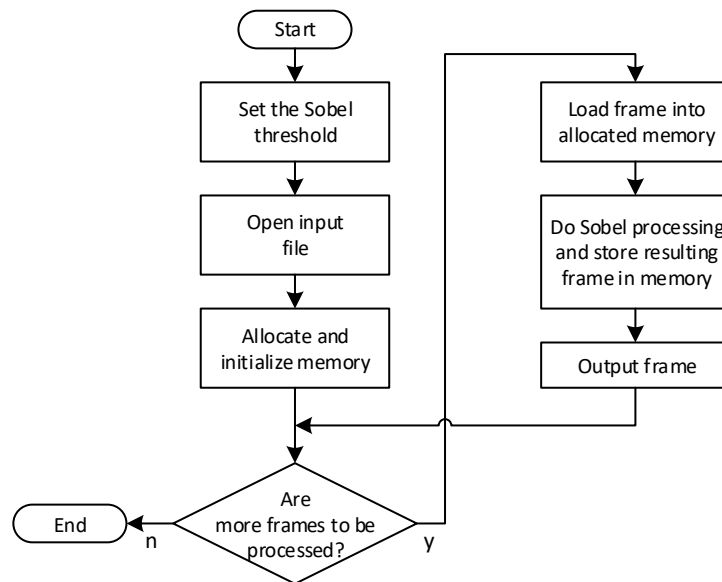 Start
Set the Sobel
threshold
Open input
file
Allocate and
initialize memory
Are
more frames to be
processed?
n
y
End
Load frame into
allocated memory
Do Sobel processing
and store resulting
frame in memory
Output frame